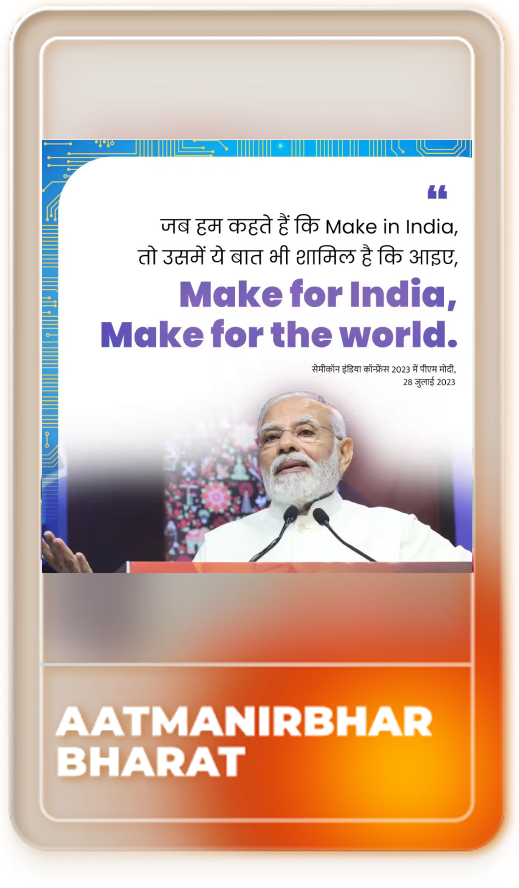 “
जब हम कहते हैं कि Make in India,
तो उसमें ये बात भी शामिल है कि आइए,
Make for India,
Make for the world.
सेमीकॉन इंडिया कॉन्फ्रेंस 2023 में पीएम मोदी,
28 जुलाई 2023
AATMANIRBHAR
BHARAT